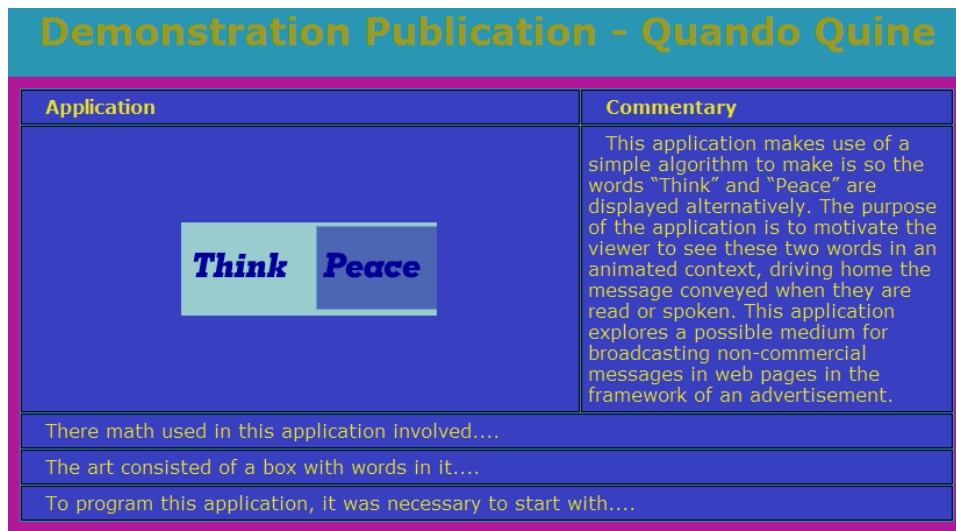 Demonstration Publication - Quando Quine
Application
Commentary
Think Peace
This application makes use of a
simple algorithm to make is so the
words “Think” and “Peace” are
displayed alternatively. The purpose
of the application is to motivate the
viewer to see these two words in an
animated context, driving home the
message conveyed when they are
read or spoken. This application
explores a possible medium for
broadcasting non-commercial
messages in web pages in the
framework of an advertisement.
There math used in this application involved....
The art consisted of a box with words in it....
To program this application, it was necessary to start with....